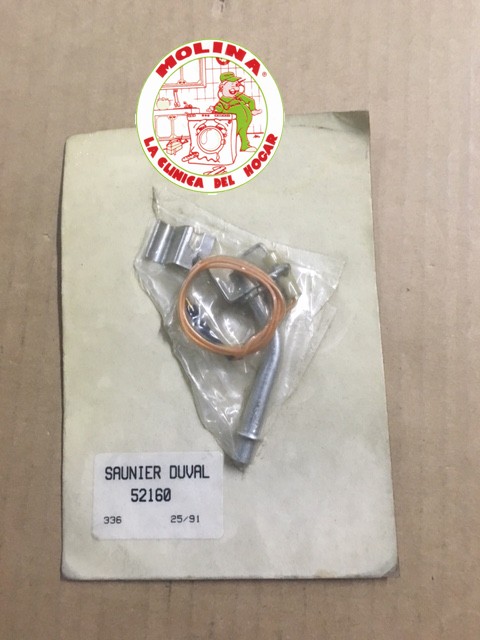 MOLINA®
LA CLINICA DEL HOGAR
SAUNIER DUVAL
52160
336 25/91